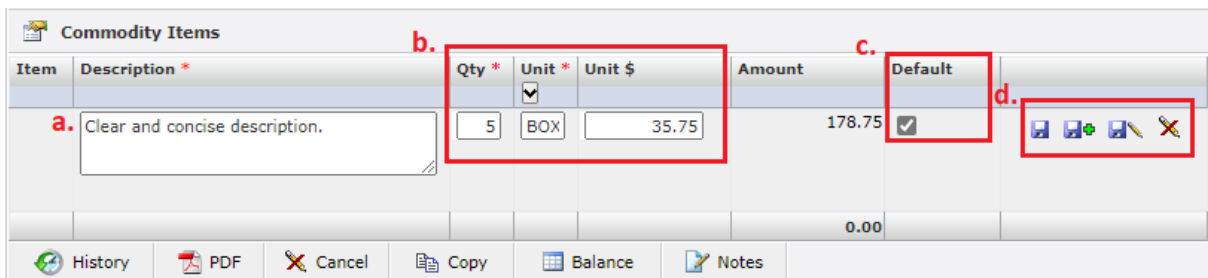 Commodity Items
b.
c.
Item Description * Qty * Unit * Unit $ Amount Default
d.
a. Clear and concise description. 5 BOX 35.75 178.75
0.00
History PDF Cancel Copy Balance Notes